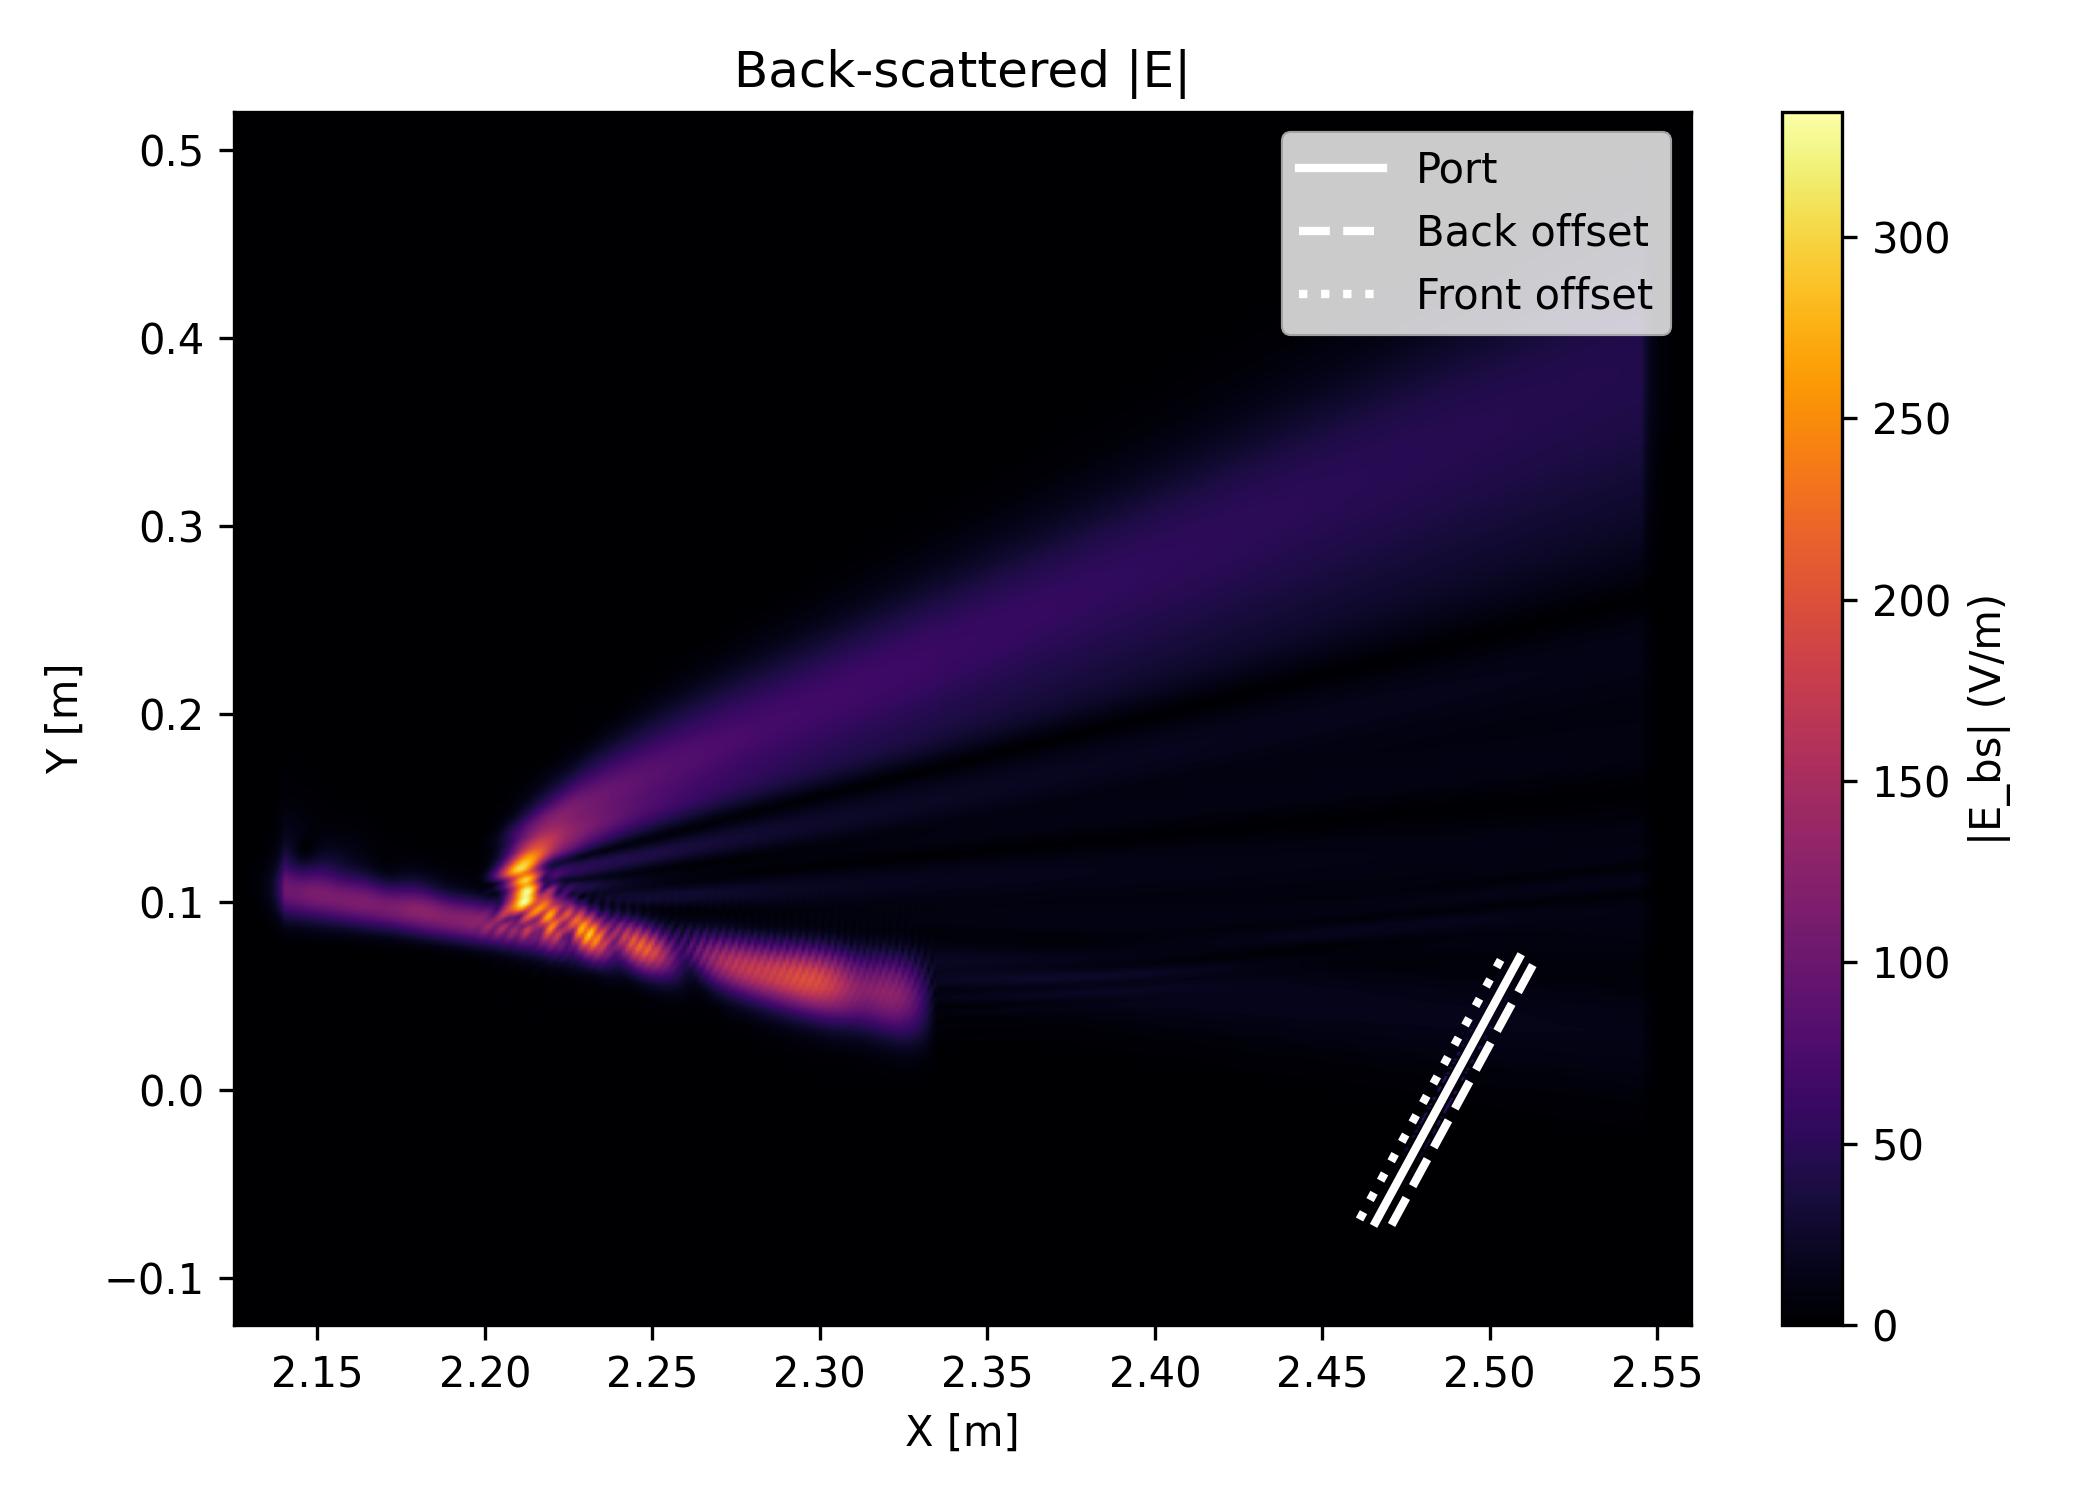 Back-scattered |E|
Port
Back offset
Front offset
0.5
0.4
0.3
0.2
0.1
0.0
−0.1
Y [m]
2.15 2.20 2.25 2.30 2.35 2.40 2.45 2.50 2.55
X [m]
300
250
200
150
100
50
0
|E_bs| (V/m)